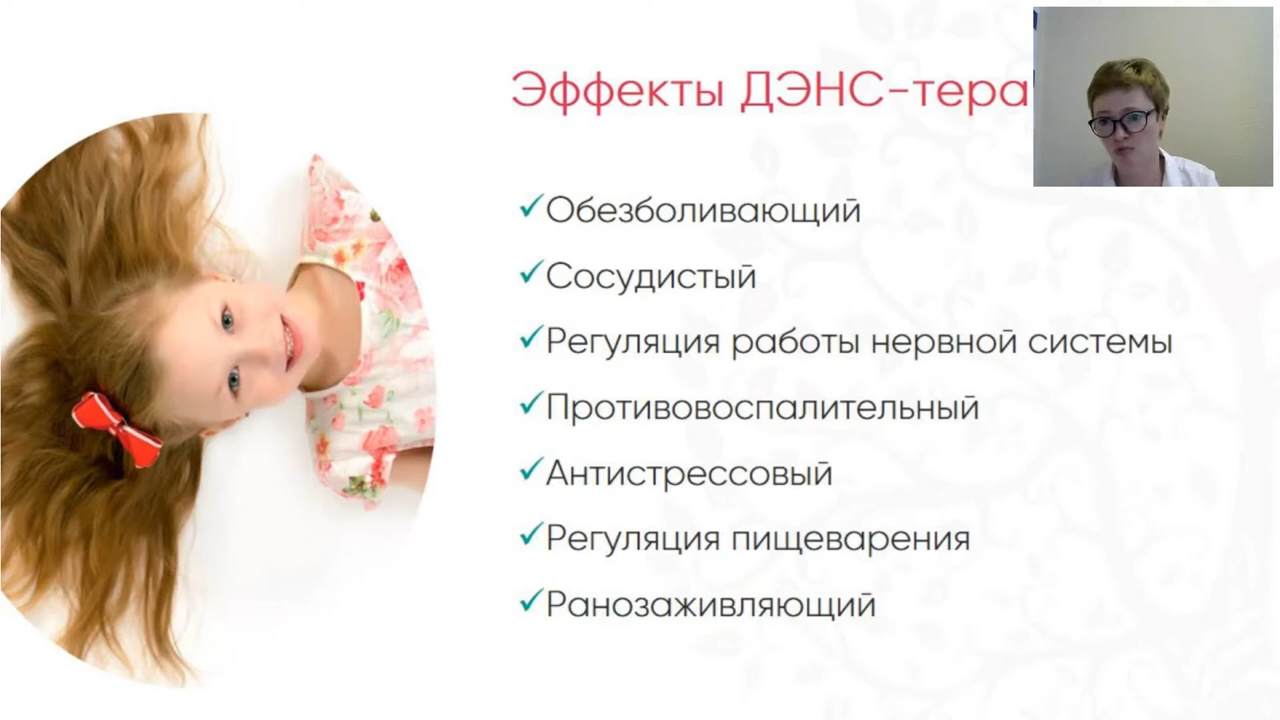 Эффекты ДЭНС-тера
Обезболивающий
Сосудистый
Регуляция работы нервной системы
Противовоспалительный
Антистрессовый
Регуляция пищеварения
Ранозаживляющий